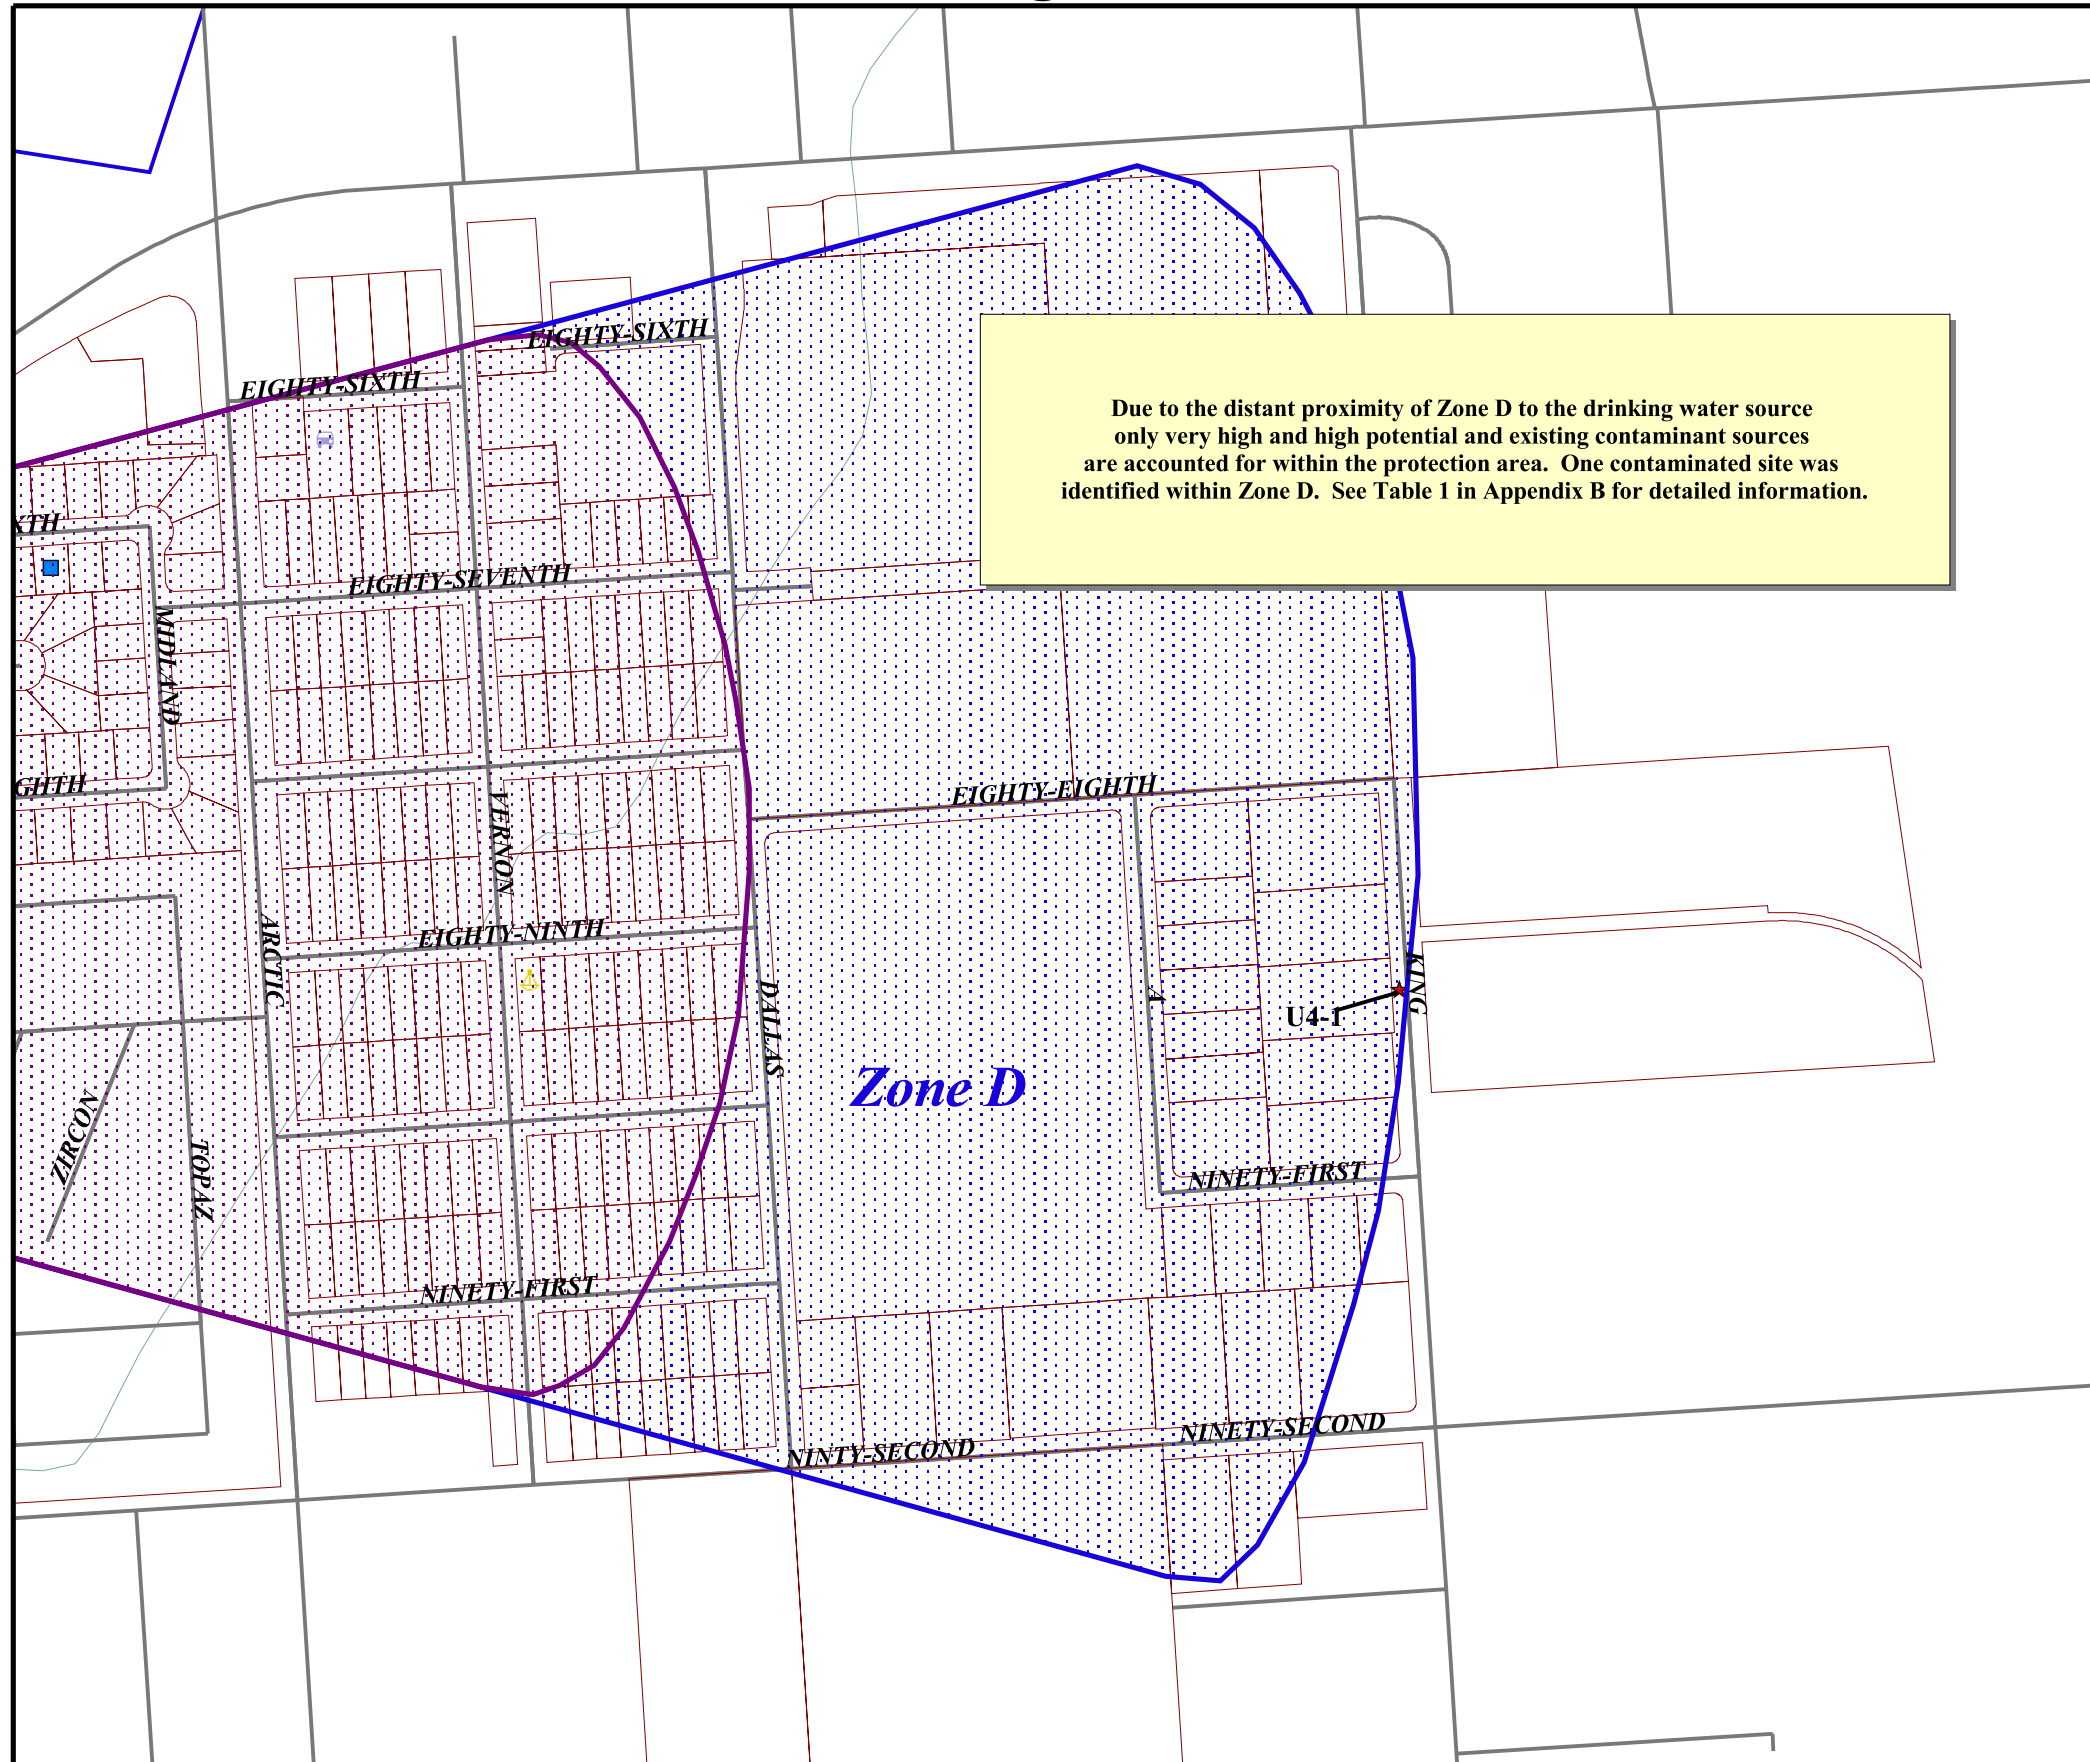 EIGHTY-SIXTH
EIGHTY-SIXTH
Due to the distant proximity of Zone D to the drinking water source
only very high and high potential and existing contaminant sources
are accounted for within the protection area.  One contaminated site was
identified within Zone D.  See Table 1 in Appendix B for detailed information.
XTH
EIGHTY-SEVENTH
MIDLAND
GHTH
VERNON
EIGHTY-EIGHTH
ARCTIC
EIGHTY-NINTH
DALLAS
A
KING
U4-1
Zone D
ZIRCON
TOPAZ
NINETY-FIRST
NINETY-FIRST
NINTY-SECOND
NINETY-SECOND